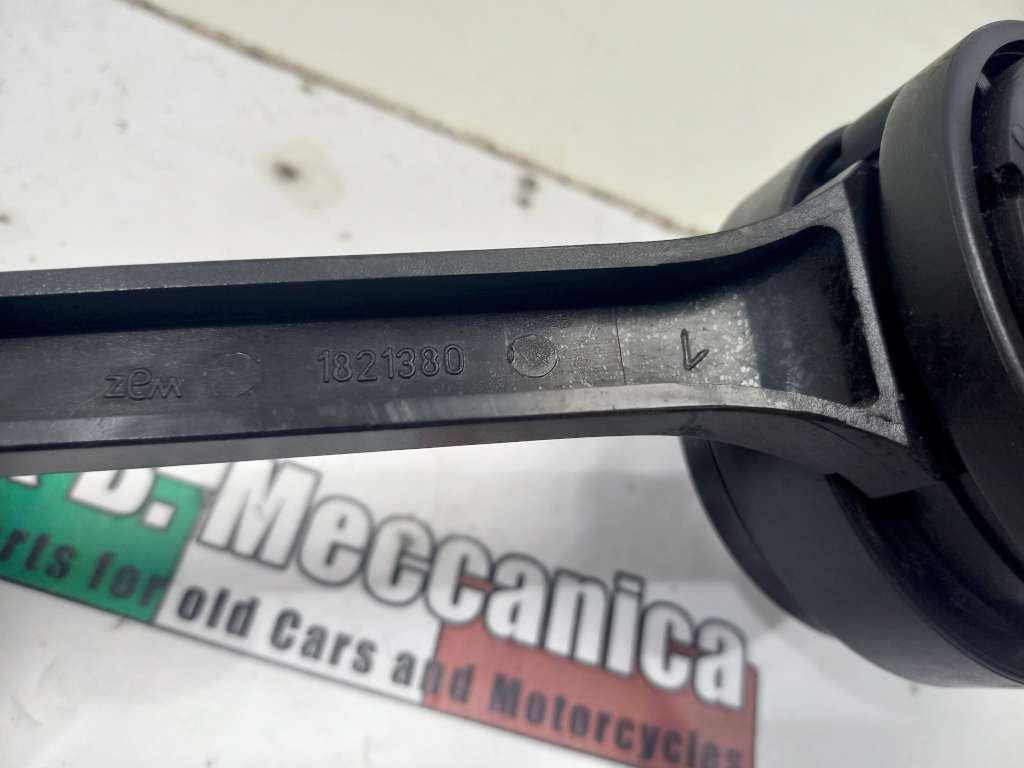 zem 1821380
B. Meccanica
rts for old Cars and Motorcycles